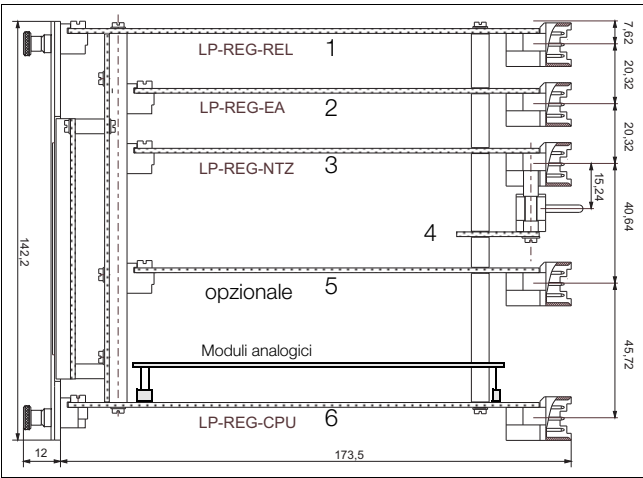 LP-REG-REL 1
7,62
20,32
LP-REG-EA 2
20,32
LP-REG-NTZ 3
15,24
40,64
4
142,2
opzionale 5
Moduli analogici
45,72
LP-REG-CPU 6
12
173,5